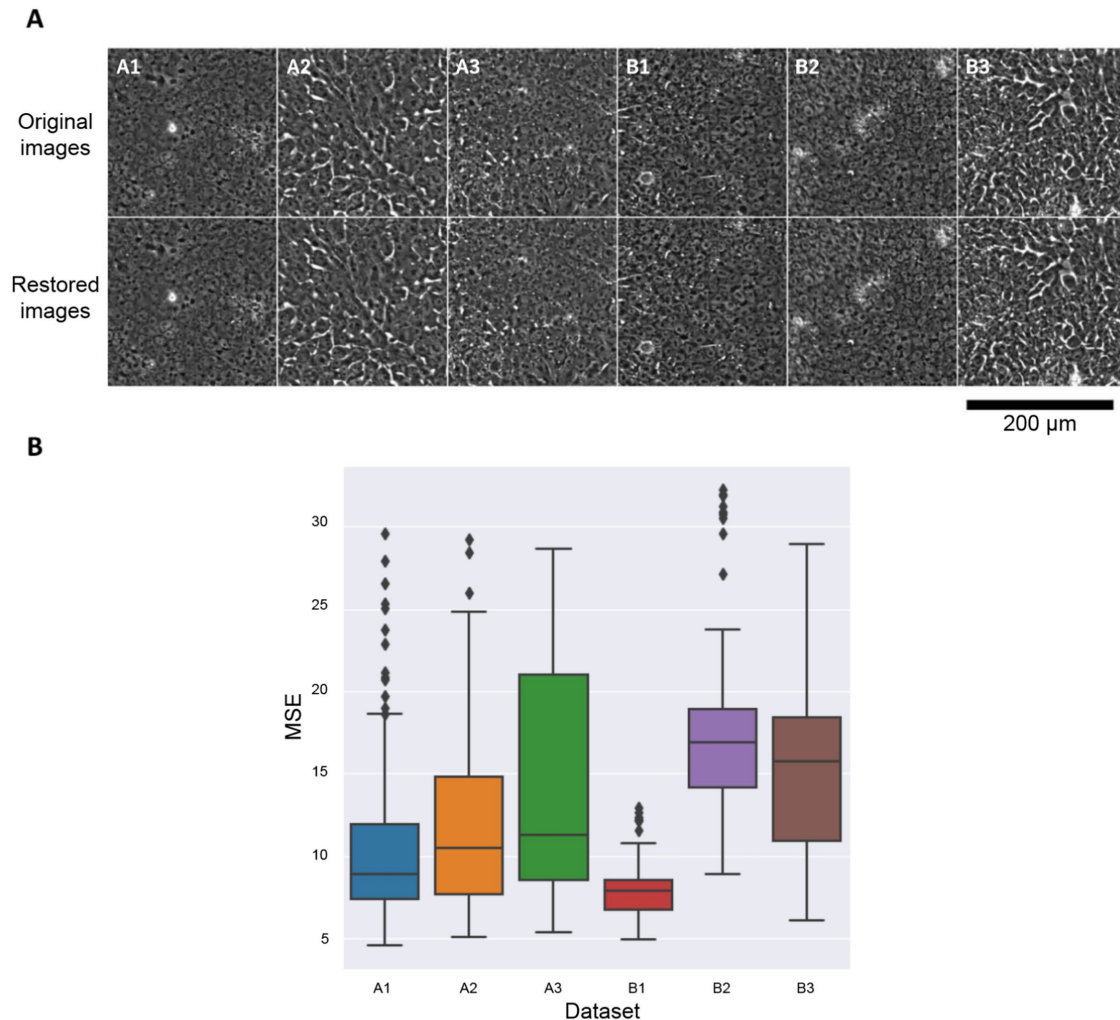 A
A1 A2 A3 B1 B2 B3
Original
images
Restored
images
200 µm
B
30
25
20
15
10
5
MSE
A1 A2 A3 B1 B2 B3
Dataset